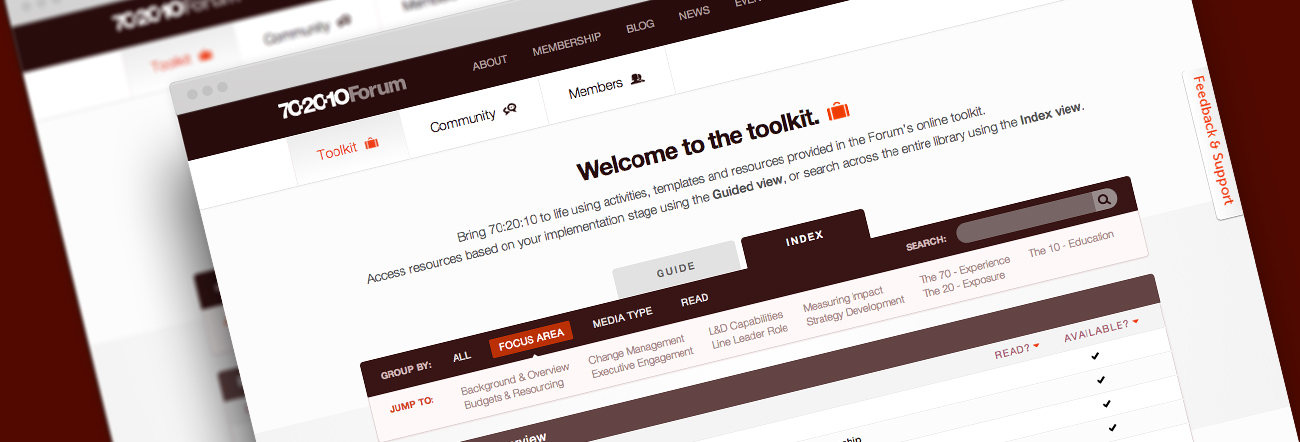 70:20:10Forum
Community
Members
Toolkit
70:20:10Forum
ABOUT
MEMBERSHIP
BLOG
NEWS
Toolkit
Community
Members
Welcome to the toolkit.
Bring 70:20:10 to life using activities, templates and resources provided in the Forum's online toolkit.
Access resources based on your implementation stage using the Guided view, or search across the entire library using the Index view.
Feedback & Support
GUIDE
INDEX
SEARCH:
GROUP BY:
ALL
FOCUS AREA
MEDIA TYPE
READ
JUMP TO:
Background & Overview
Budgets & Resourcing
Change Management
Executive Engagement
L&D Capabilities
Line Leader Role
Measuring Impact
Strategy Development
The 70 - Experience
The 20 - Exposure
The 10 - Education
READ?
AVAILABLE?